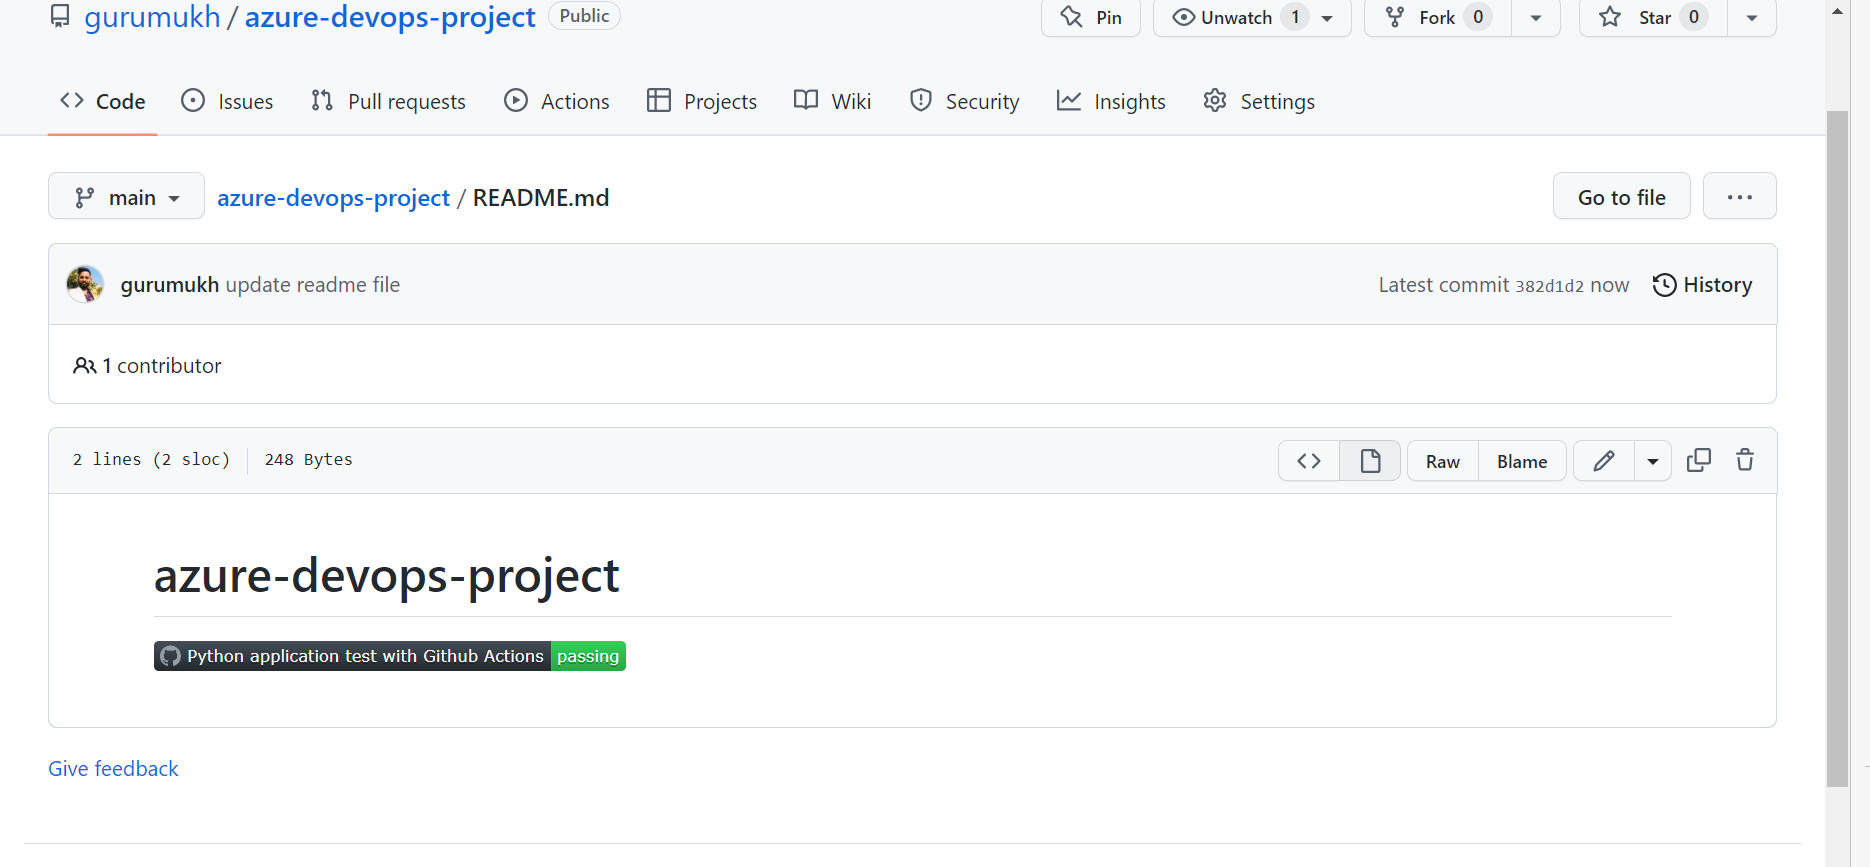 gurumukh / azure-devops-project Public Pin Unwatch 1 Fork 0 Star 0
Code Issues Pull requests Actions Projects Wiki Security Insights Settings
main azure-devops-project / README.md Go to file ...
gurumukh update readme file Latest commit 382d1d2 now History
1 contributor
2 lines (2 sloc) 248 Bytes Raw Blame
azure-devops-project
Python application test with Github Actions passing
Give feedback